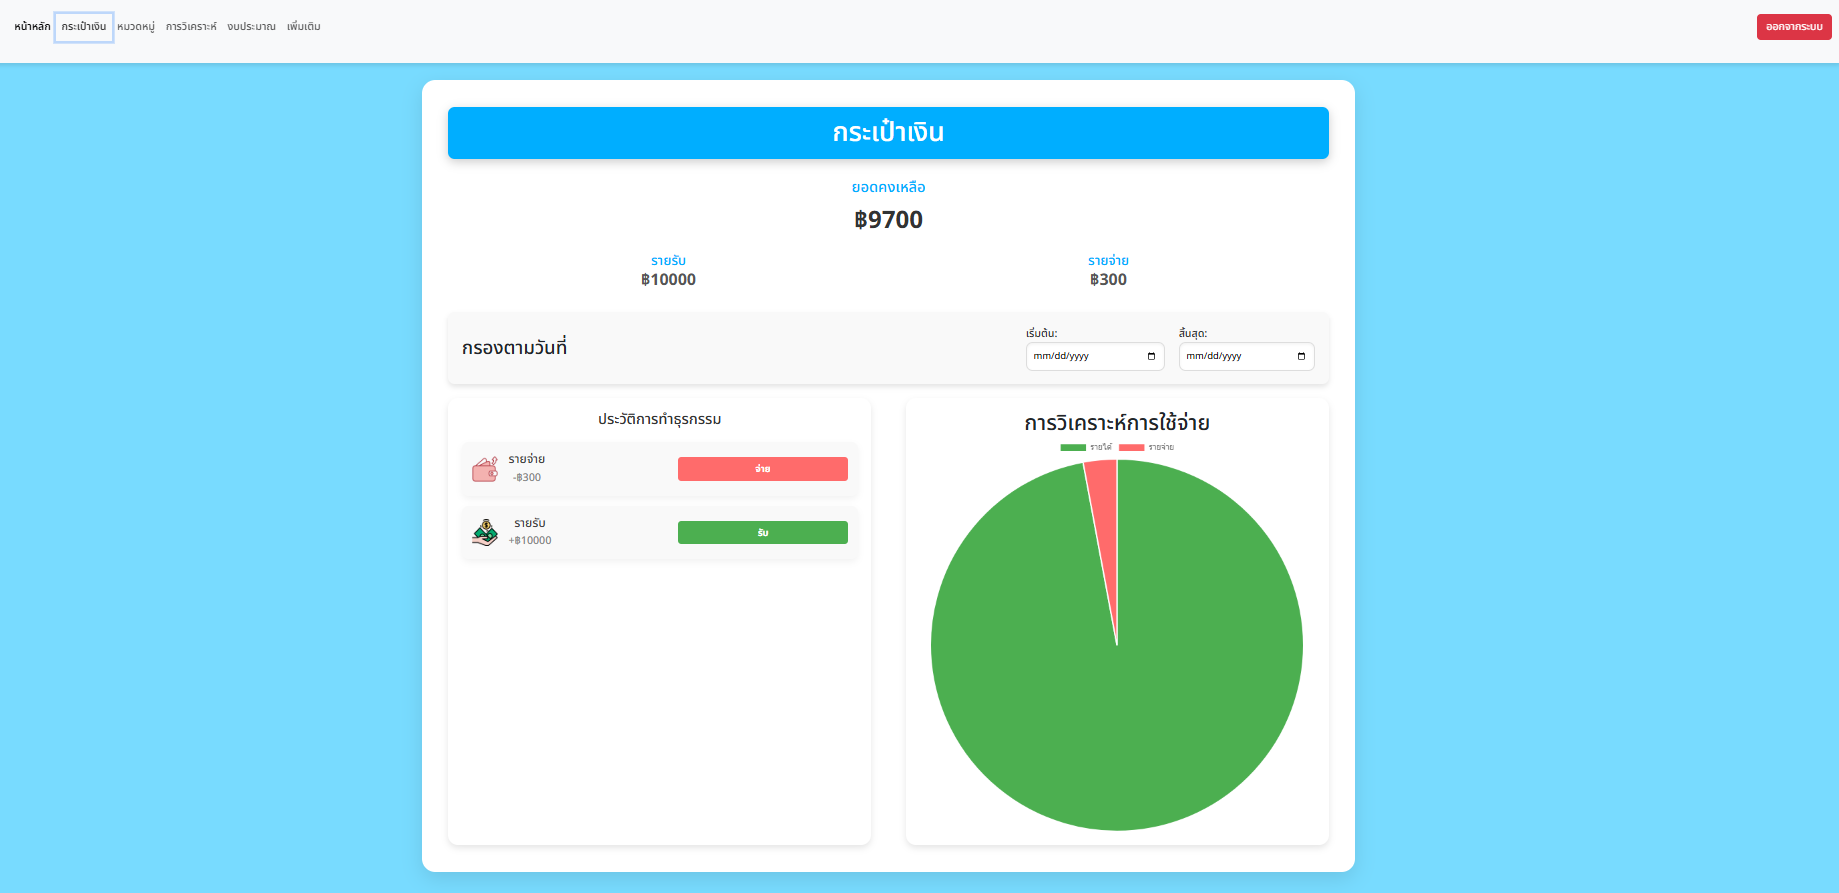 หน้าหลัก กระเป๋าเงิน หมวดหมู่ การวิเคราะห์ งบประมาณ เพิ่มเติม ออกจากระบบ
กระเป๋าเงิน
ยอดคงเหลือ
฿9700
รายรับ รายจ่าย
฿10000 ฿300
กรองตามวันที่
เริ่มต้น: สิ้นสุด:
mm/dd/yyyy mm/dd/yyyy
ประวัติการทำธุรกรรม
รายจ่าย
-฿300
จ่าย
รายรับ
+฿10000
รับ
การวิเคราะห์การใช้จ่าย
รายได้ รายจ่าย